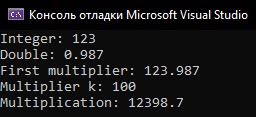 Консоль отладки Microsoft Visual Studio
Integer: 123
Double: 0.987
First multiplier: 123.987
Multiplier k: 100
Multiplication: 12398.7